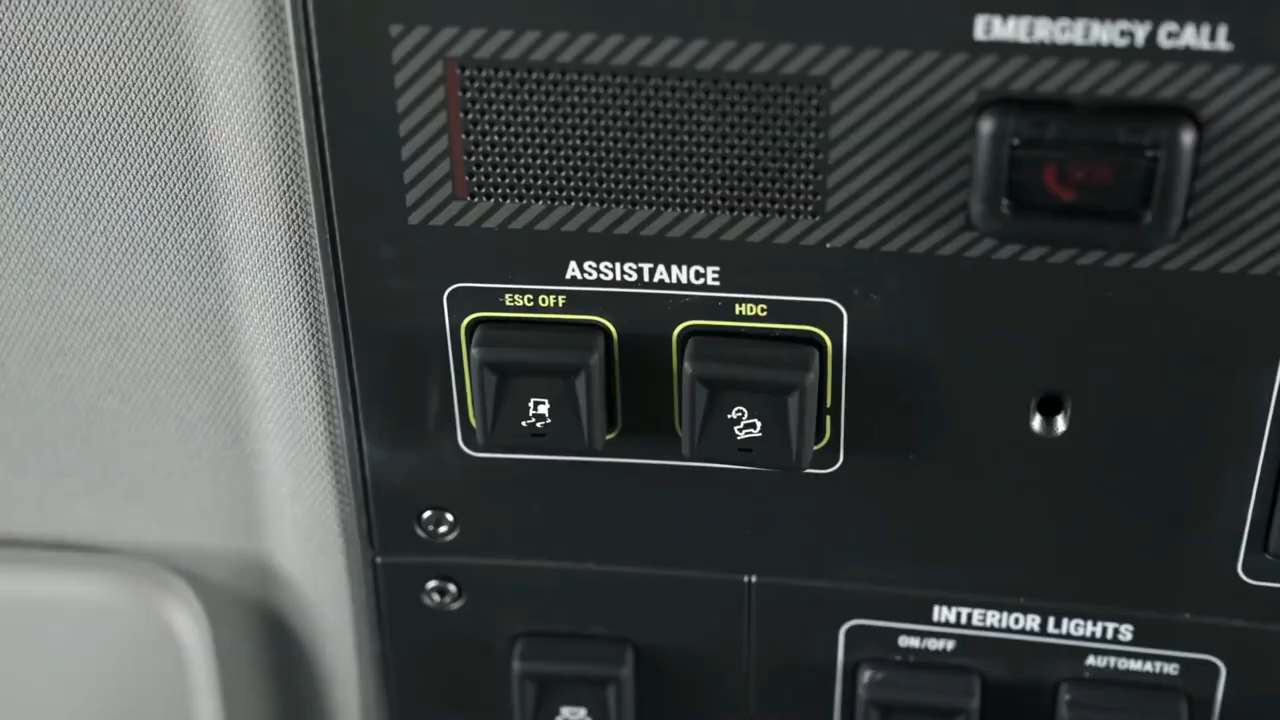 EMERGENCY CALL
ASSISTANCE
ESC OFF
HDC
INTERIOR LIGHTS
ON/OFF
AUTOMATIC